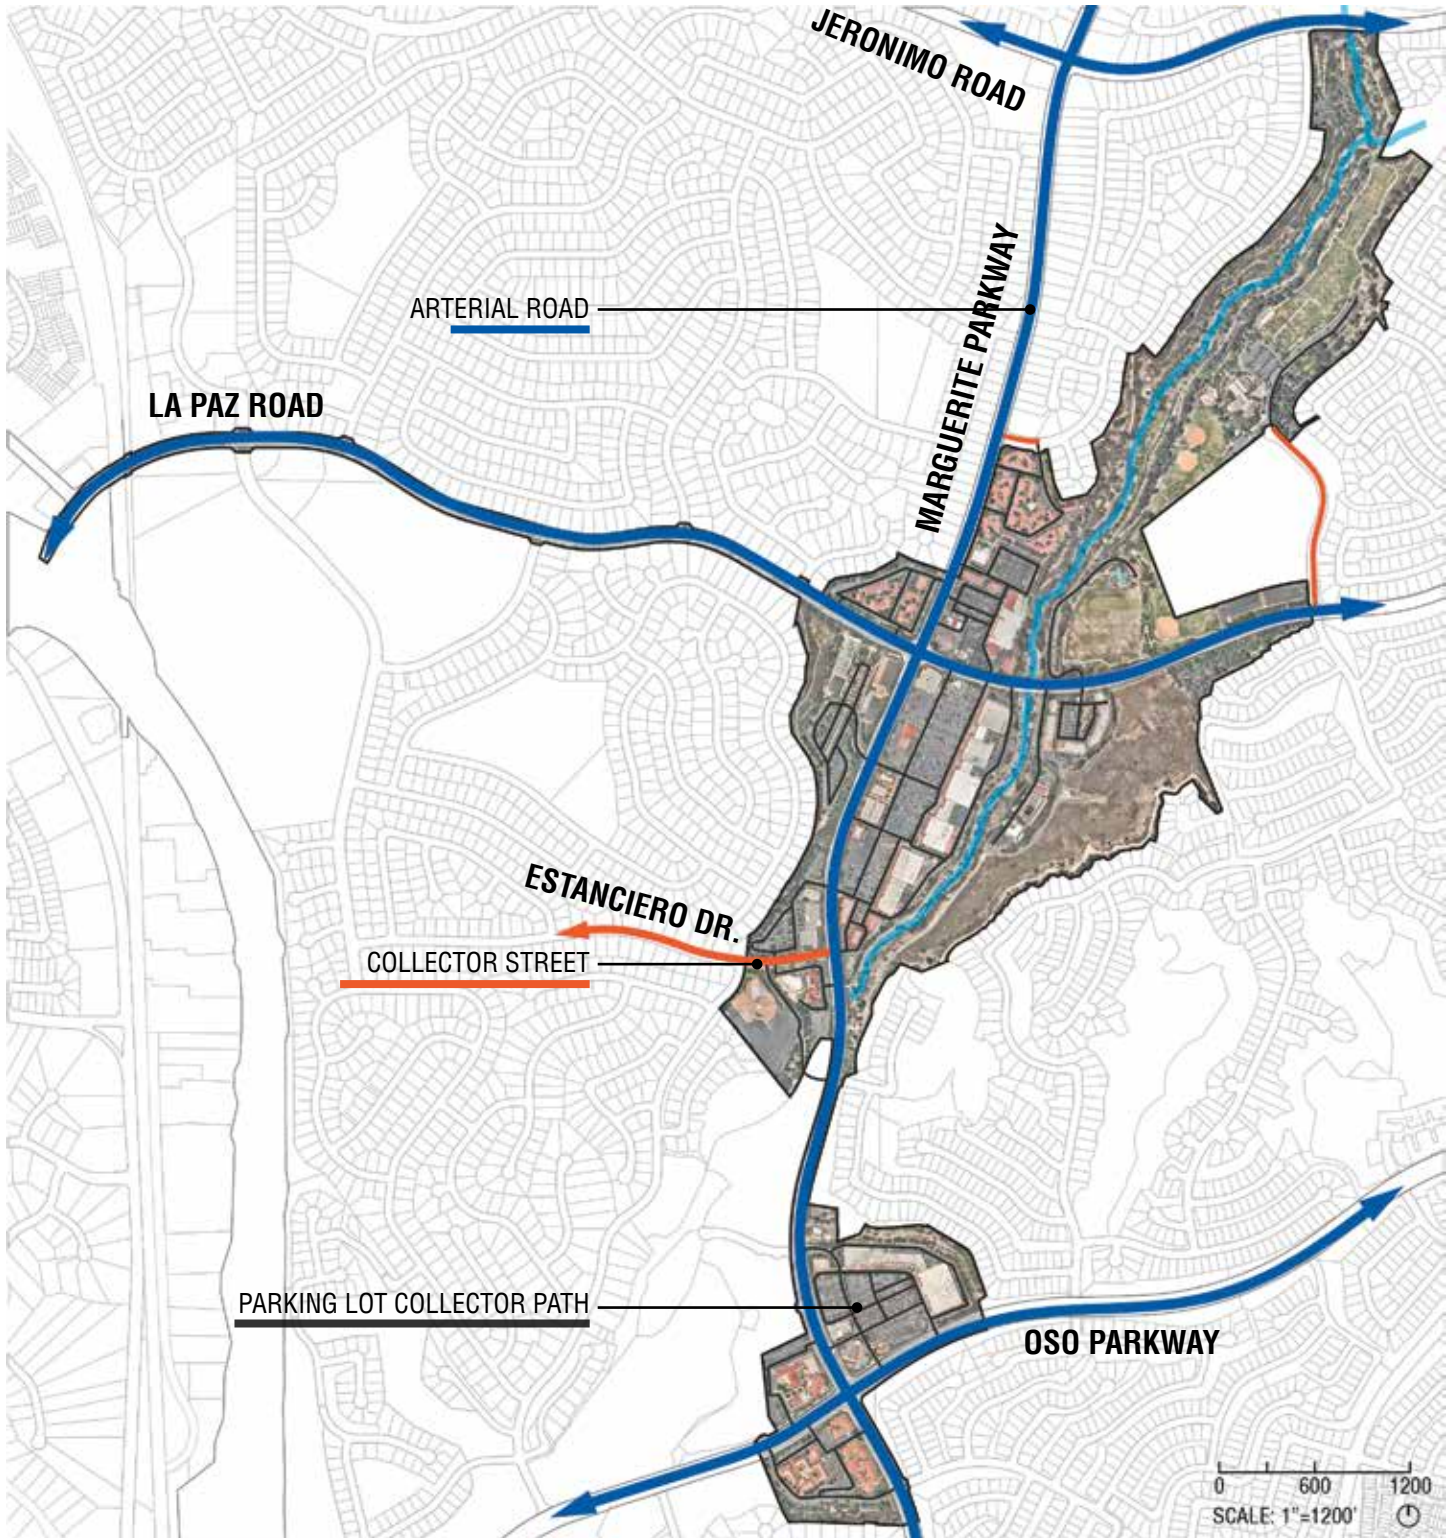 JERONIMO ROAD
MARGUERITE PARKWAY
ARTERIAL ROAD
LA PAZ ROAD
ESTANCIERO DR.
COLLECTOR STREET
PARKING LOT COLLECTOR PATH
OSO PARKWAY
0 600 1200
SCALE: 1"=1200'